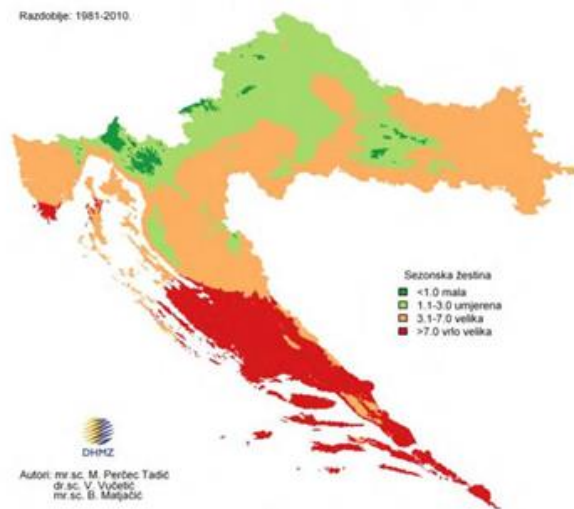 Razdoblje: 1981-2010.
Sezonska žestina
<1.0 mala
1.1-3.0 umjerena
3.1-7.0 velika
>7.0 vrlo velika
DHMZ
Autori: mr.sc. M. Perčec Tadić
dr.sc. V. Vučetić
mr.sc. B. Matjačić